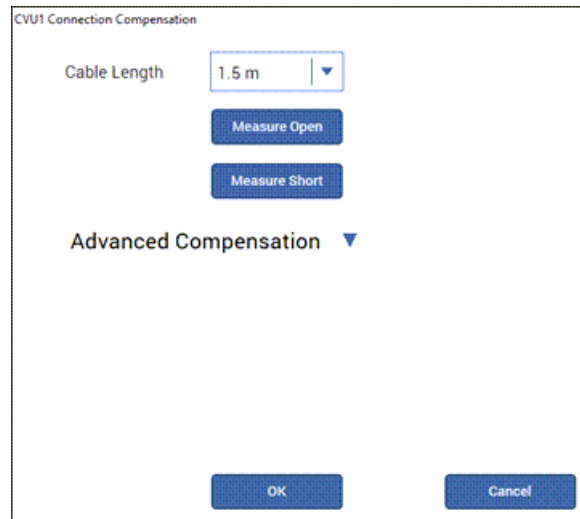 CVU1 Connection Compensation
Cable Length 1.5 m
Measure Open
Measure Short
Advanced Compensation
OK Cancel